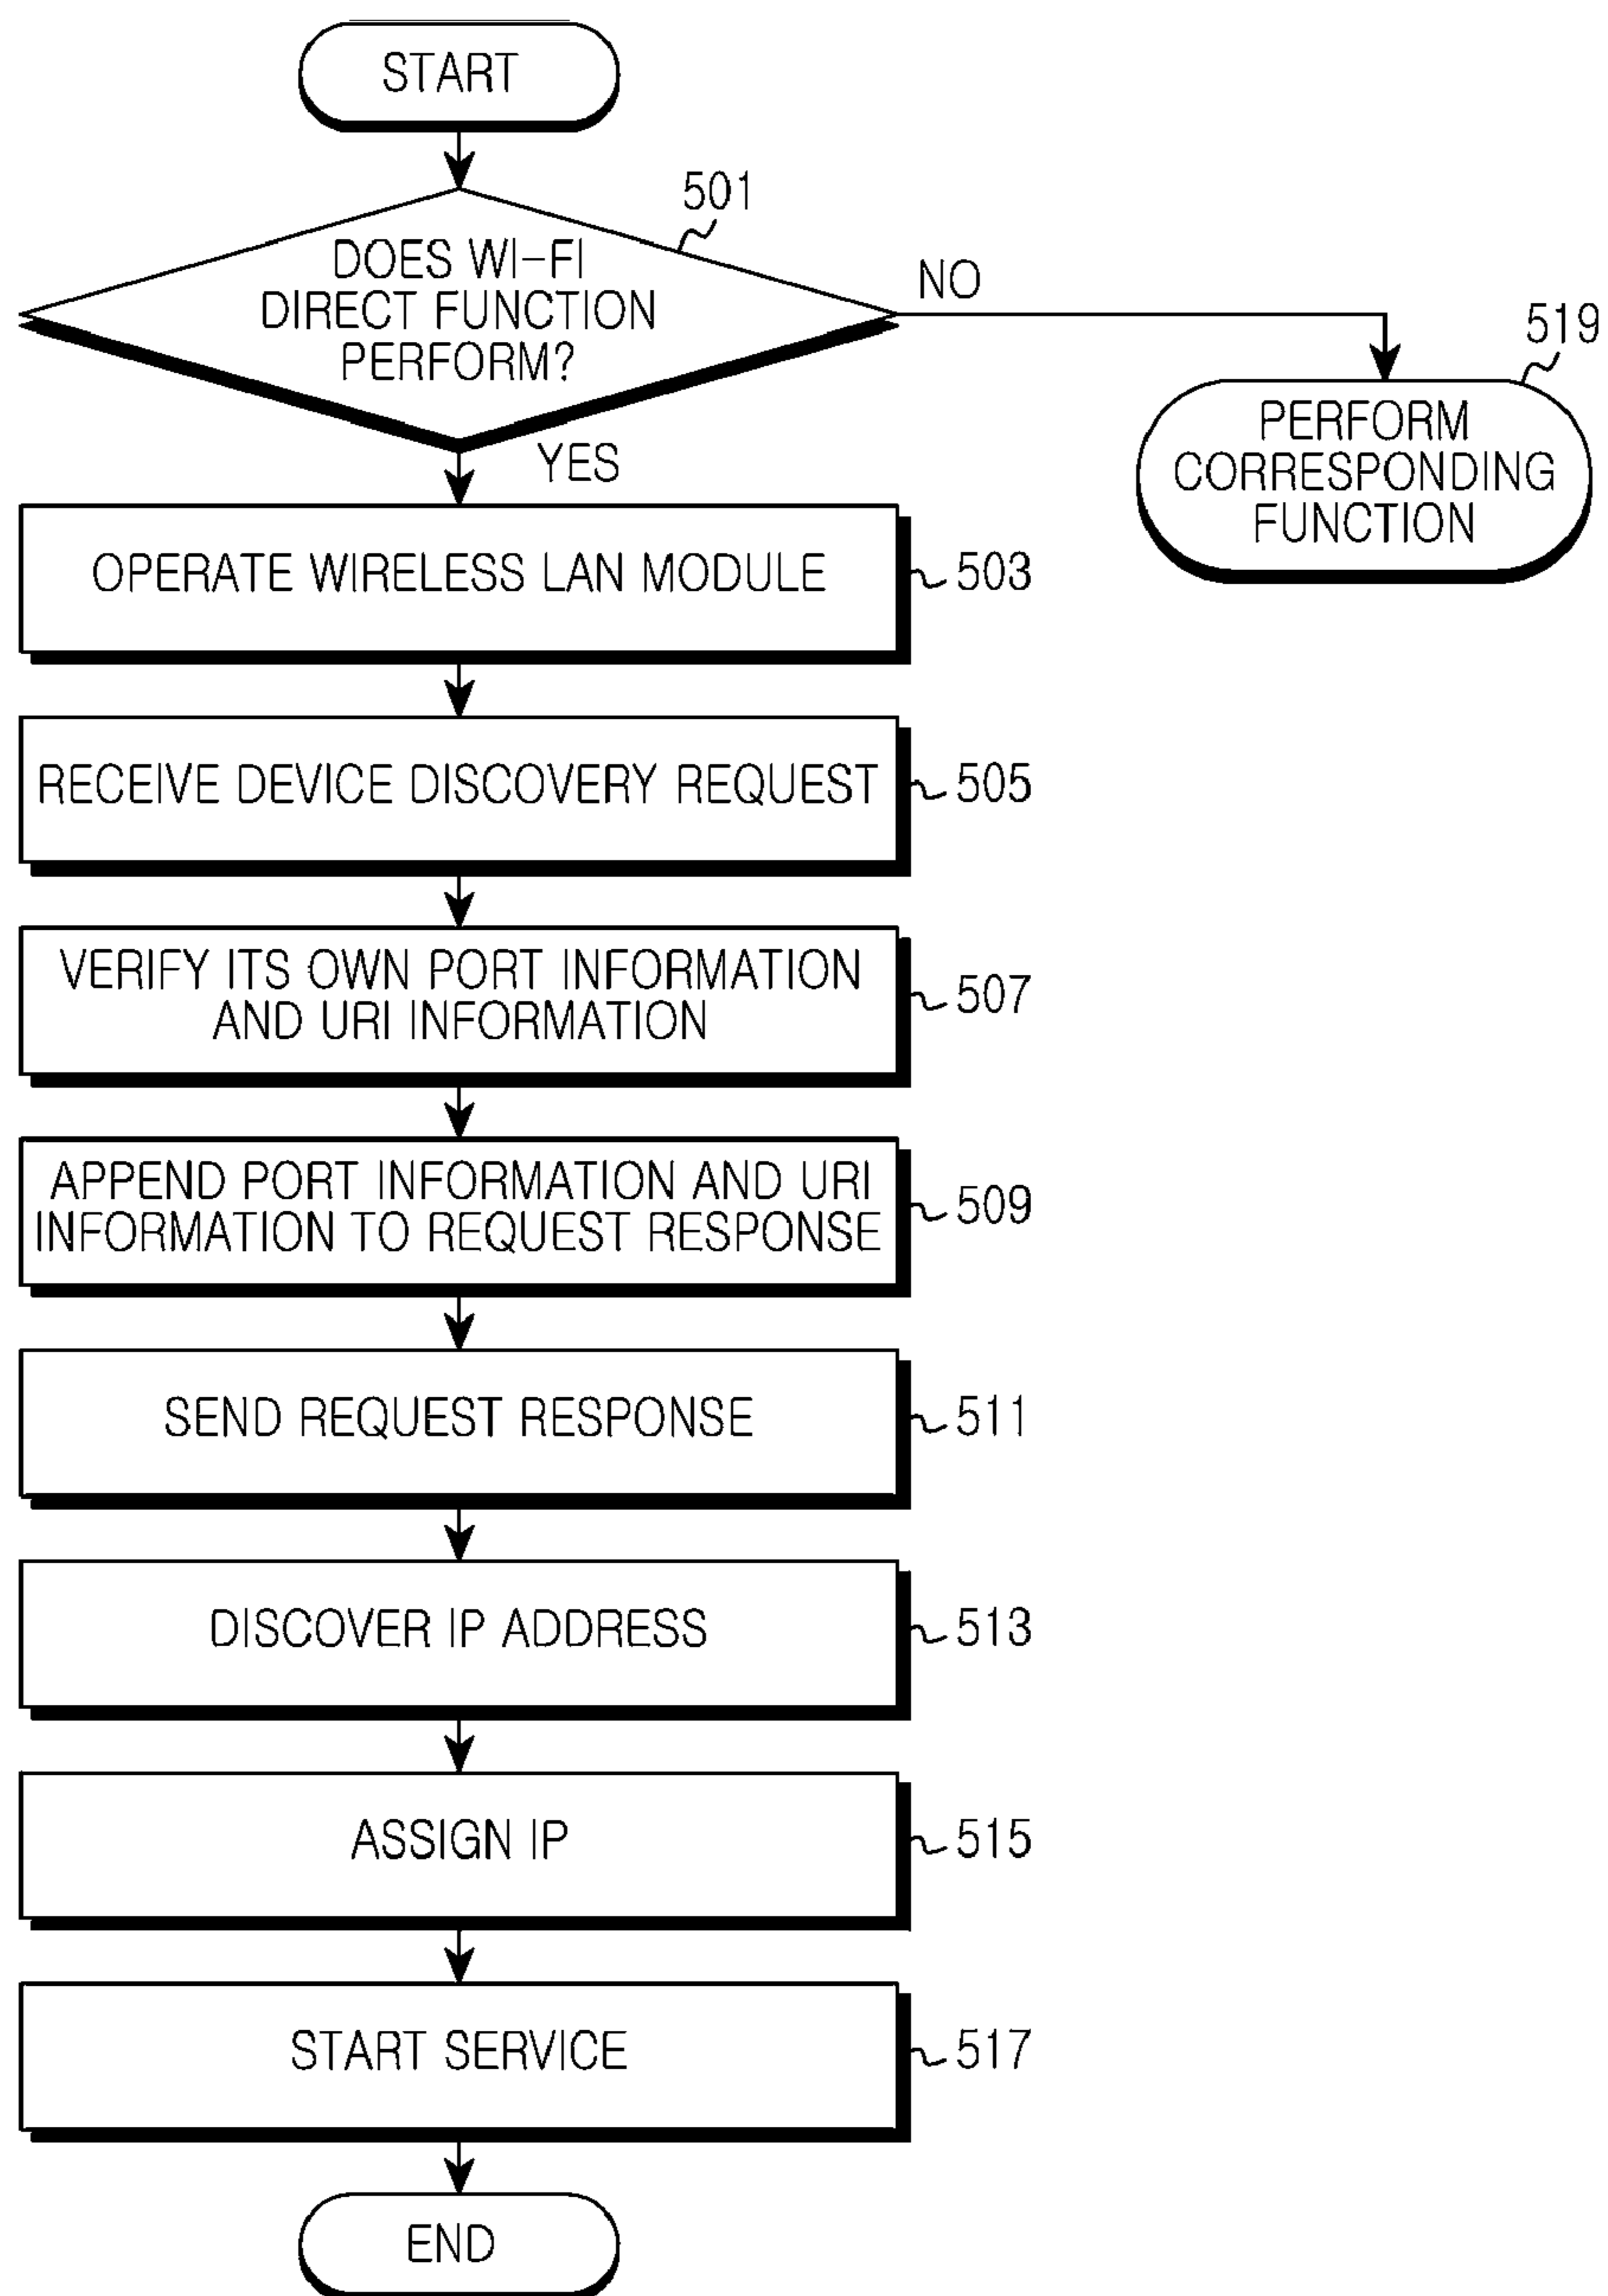 START
501
DOES WI-FI
DIRECT FUNCTION
PERFORM?
NO
519
PERFORM
CORRESPONDING
FUNCTION
YES
OPERATE WIRELESS LAN MODULE
503
RECEIVE DEVICE DISCOVERY REQUEST
505
VERIFY ITS OWN PORT INFORMATION
AND URI INFORMATION
507
APPEND PORT INFORMATION AND URI
INFORMATION TO REQUEST RESPONSE
509
SEND REQUEST RESPONSE
511
DISCOVER IP ADDRESS
513
ASSIGN IP
515
START SERVICE
517
END